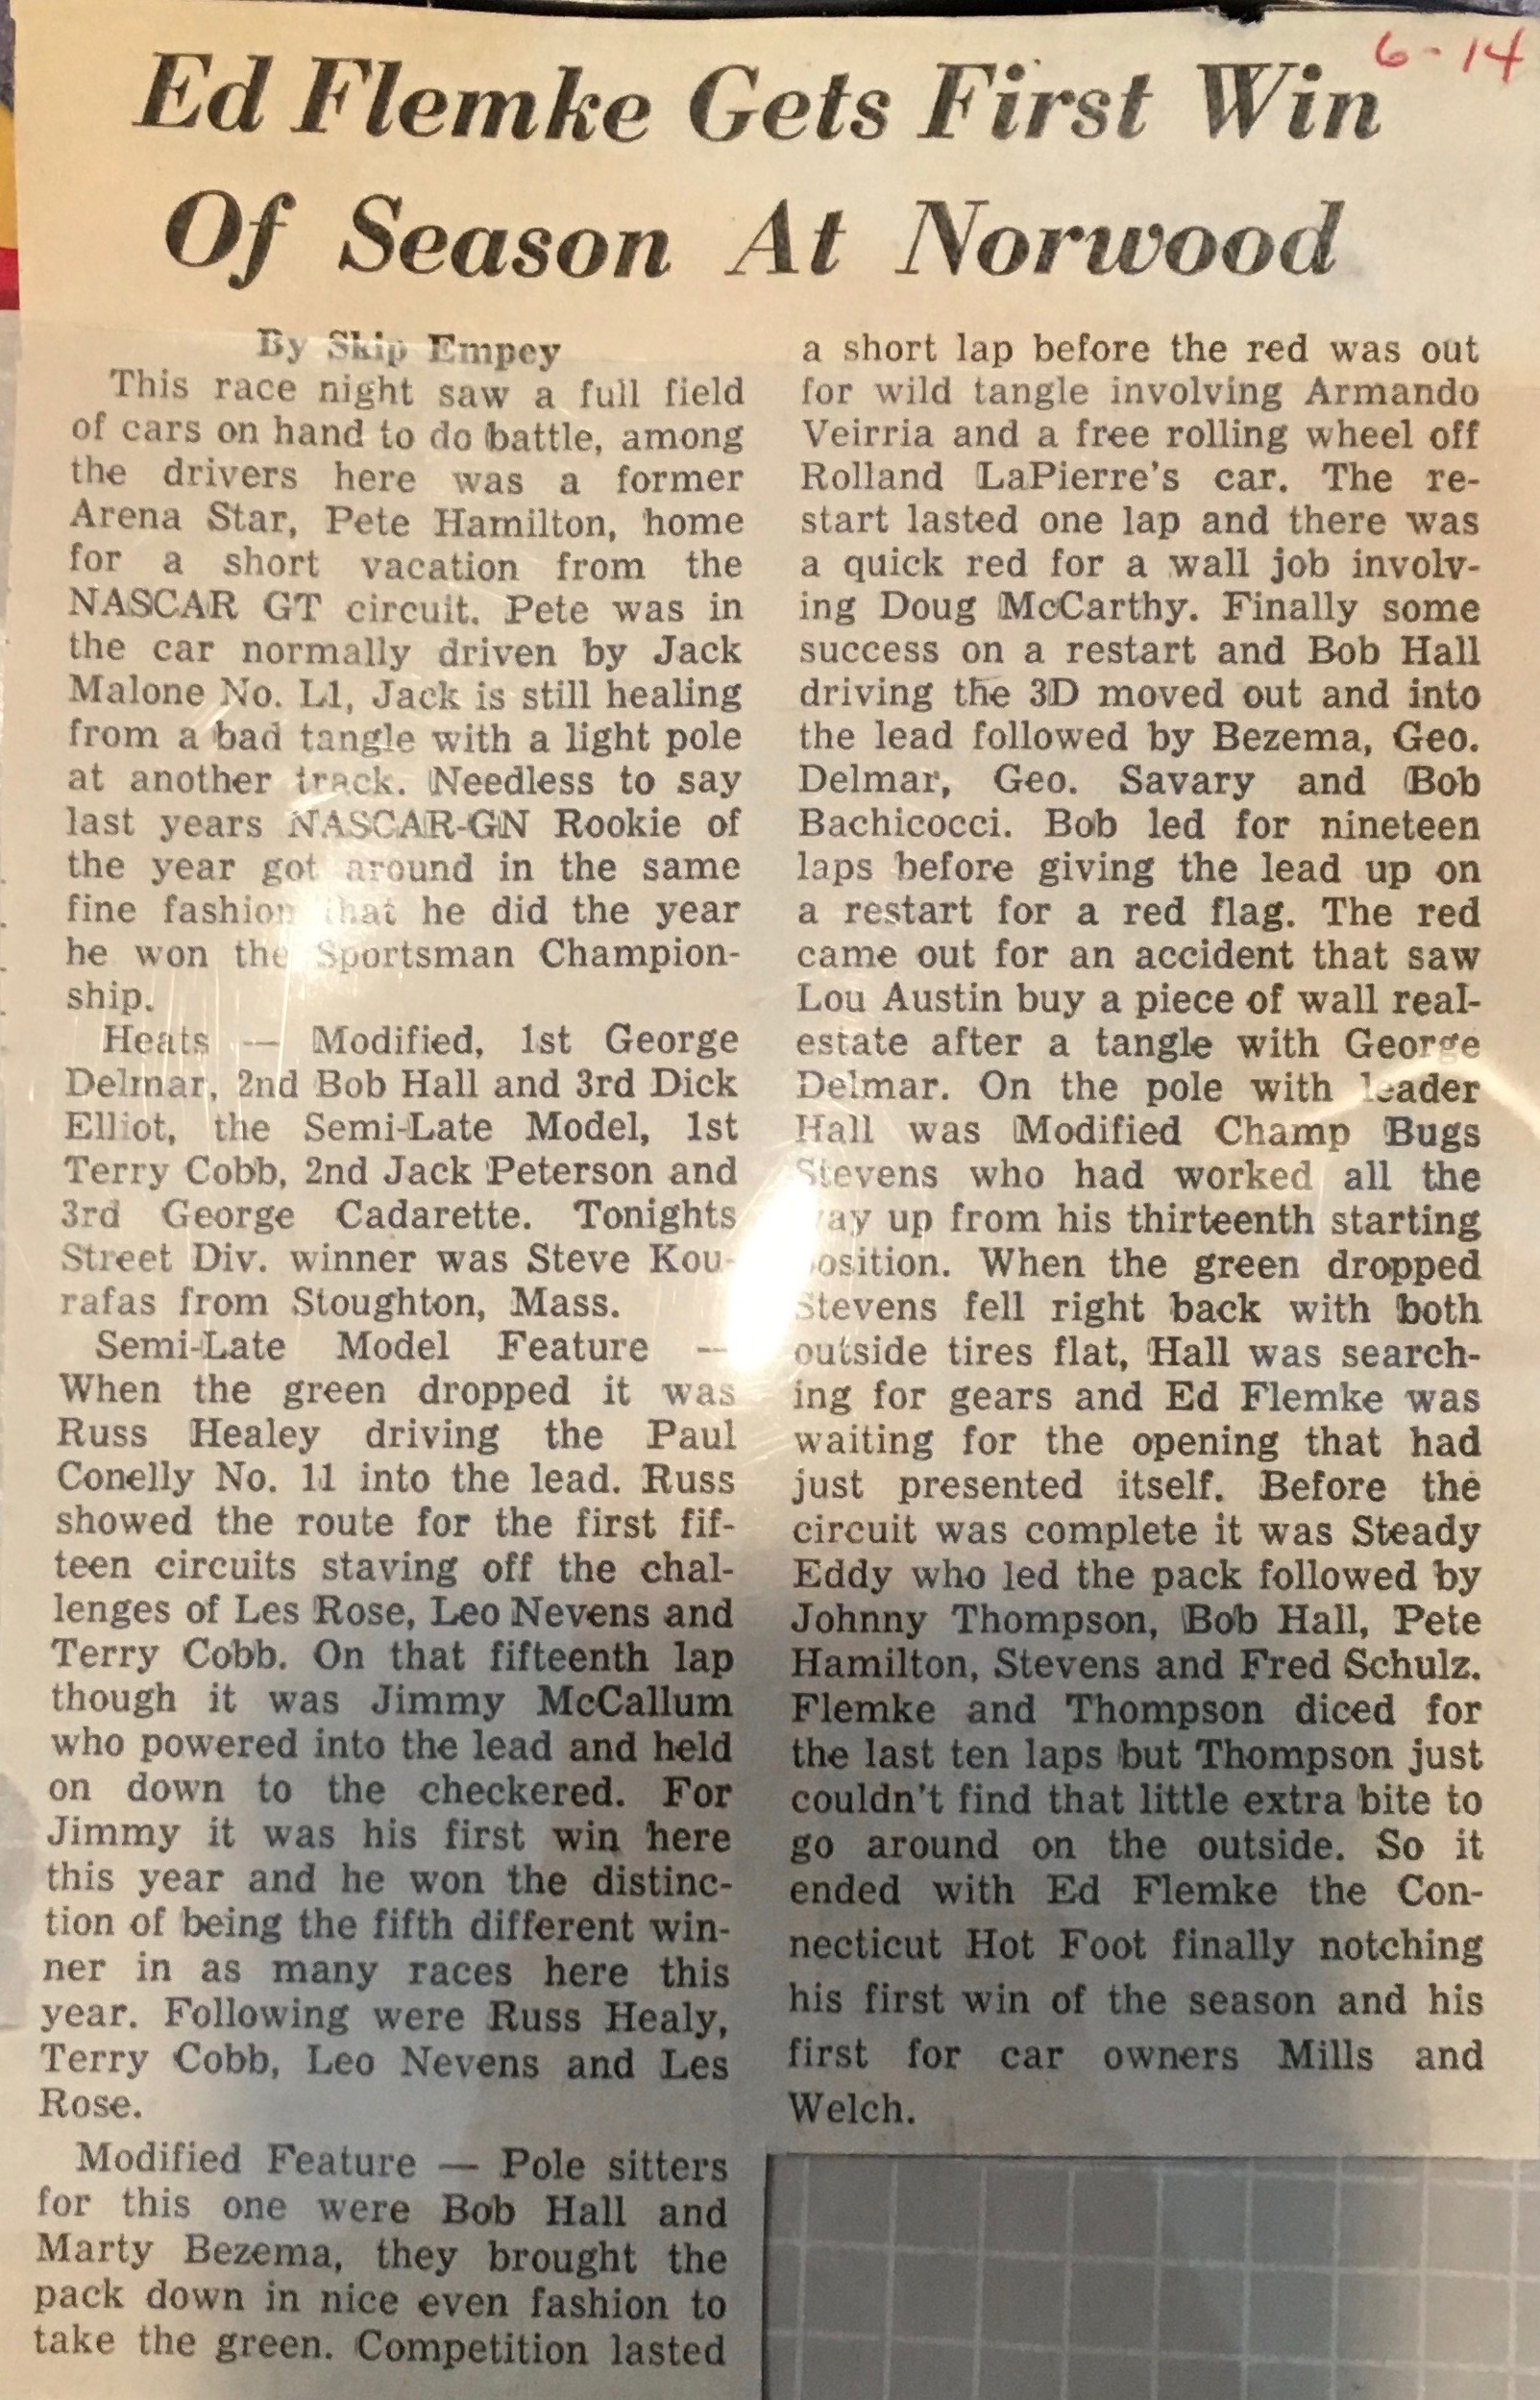 6-14
Ed Flemke Gets First Win
Of Season At Norwood
By Skip Empey
This race night saw a full field
of cars on hand to do battle, among
the drivers here was a former
Arena Star, Pete Hamilton, home
for a short vacation from the
NASCAR GT circuit. Pete was in
the car normally driven by Jack
Malone No. L1, Jack is still healing
from a bad tangle with a light pole
at another track. Needless to say
last years NASCAR-GN Rookie of
the year got around in the same
fine fashion that he did the year
he won the Sportsman Champion-
ship.
Heats — Modified, 1st George
Delmar, 2nd Bob Hall and 3rd Dick
Elliot, the Semi-Late Model, 1st
Terry Cobb, 2nd Jack Peterson and
3rd George Cadarette. Tonights
Street Div. winner was Steve Kou-
rafas from Stoughton, Mass.
Semi-Late Model Feature —
When the green dropped it was
Russ Healey driving the Paul
Conelly No. 11 into the lead. Russ
showed the route for the first fif-
teen circuits staving off the chal-
lenges of Les Rose, Leo Nevens and
Terry Cobb. On that fifteenth lap
though it was Jimmy McCallum
who powered into the lead and held
on down to the checkered. For
Jimmy it was his first win here
this year and he won the distinc-
tion of being the fifth different win-
ner in as many races here this
year. Following were Russ Healy,
Terry Cobb, Leo Nevens and Les
Rose.
Modified Feature — Pole sitters
for this one were Bob Hall and
Marty Bezema, they brought the
pack down in nice even fashion to
take the green. Competition lasted
a short lap before the red was out
for wild tangle involving Armando
Veirria and a free rolling wheel off
Rolland LaPierre's car. The re-
start lasted one lap and there was
a quick red for a wall job involv-
ing Doug McCarthy. Finally some
success on a restart and Bob Hall
driving the 3D moved out and into
the lead followed by Bezema, Geo.
Delmar, Geo. Savary and Bob
Bachicocci. Bob led for nineteen
laps before giving the lead up on
a restart for a red flag. The red
came out for an accident that saw
Lou Austin buy a piece of wall real-
estate after a tangle with George
Delmar. On the pole with leader
Hall was Modified Champ Bugs
Stevens who had worked all the
way up from his thirteenth starting
position. When the green dropped
Stevens fell right back with both
outside tires flat, Hall was search-
ing for gears and Ed Flemke was
waiting for the opening that had
just presented itself. Before the
circuit was complete it was Steady
Eddy who led the pack followed by
Johnny Thompson, Bob Hall, Pete
Hamilton, Stevens and Fred Schulz.
Flemke and Thompson diced for
the last ten laps but Thompson just
couldn't find that little extra bite to
go around on the outside. So it
ended with Ed Flemke the Con-
necticut Hot Foot finally notching
his first win of the season and his
first for car owners Mills and
Welch.